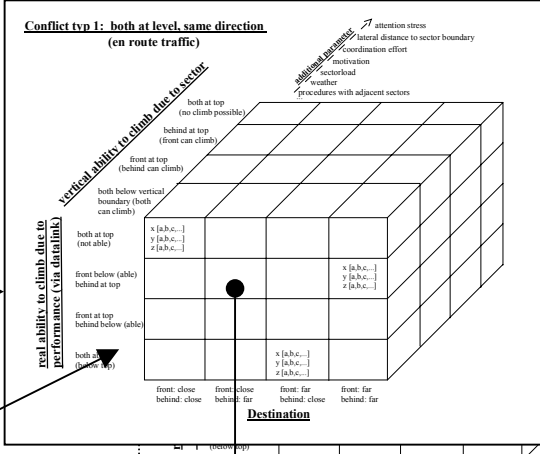 Conflict typ 1: both at level, same direction
(en route traffic)
additional parameter
attention stress
lateral distance to sector boundary
coordination effort
motivation
sectorload
weather
procedures with adjacent sectors
...
vertical ability to climb due to sector
both at top
(no climb possible)
behind at top
(front can climb)
front at top
(behind can climb)
both below vertical
boundary (both
can climb)
real ability to climb due to
performance (via datalink)
both at top
(not able)
front below (able)
behind at top
front at top
behind below (able)
both
(below top)
x [a,b,c,...]
y [a,b,c,...]
z [a,b,c,...]
x [a,b,c,...]
y [a,b,c,...]
z [a,b,c,...]
x [a,b,c,...]
y [a,b,c,...]
z [a,b,c,...]
front: close
behind: close
front: close
behind: far
front: far
behind: close
front: far
behind: far
Destination
(below top)